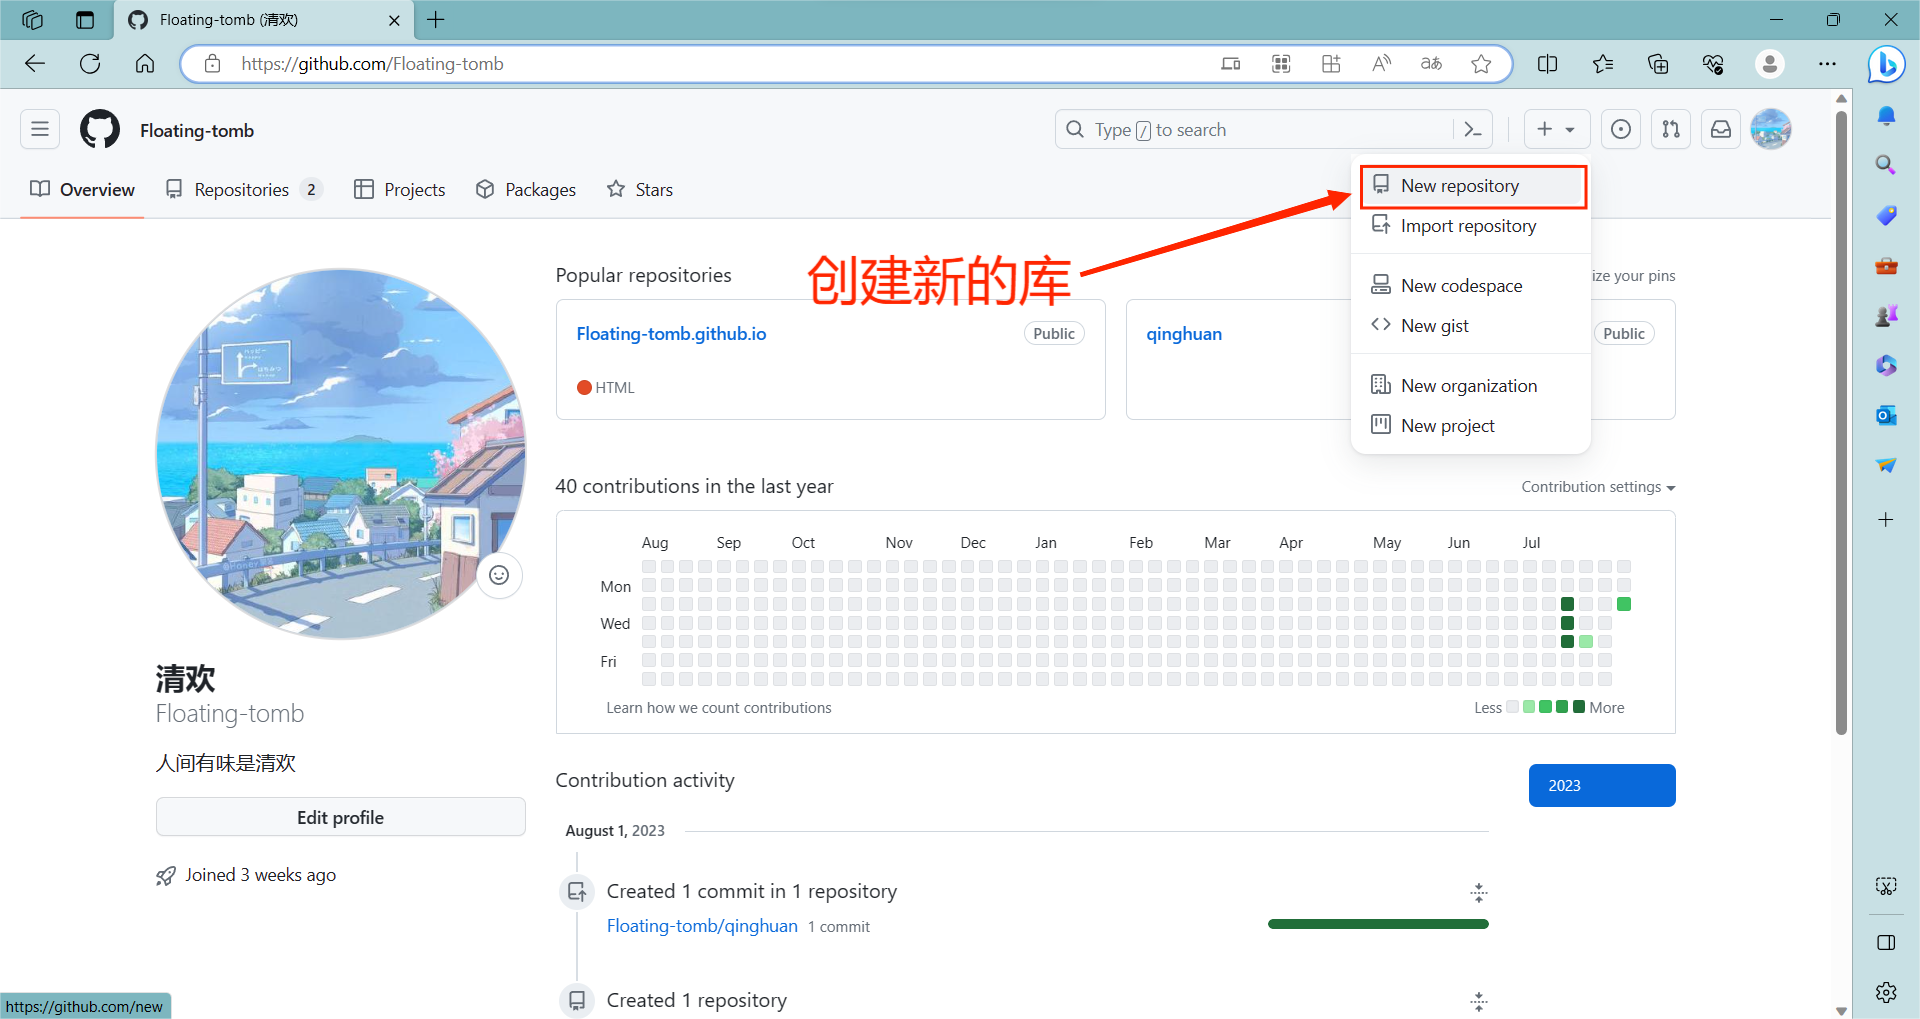 Floating-tomb (清欢)
https://github.com/Floating-tomb
Floating-tomb
Type / to search
Overview
Repositories 2
Projects
Packages
Stars
New repository
Import repository
New codespace
New gist
New organization
New project
创建新的库
Popular repositories
ize your pins
Floating-tomb.github.io
Public
HTML
qinghuan
Public
40 contributions in the last year
Contribution settings
Aug Sep Oct Nov Dec Jan Feb Mar Apr May Jun Jul
Mon
Wed
Fri
Learn how we count contributions
Less More
清欢
Floating-tomb
人间有味是清欢
Edit profile
Joined 3 weeks ago
Contribution activity
2023
August 1, 2023
Created 1 commit in 1 repository
Floating-tomb/qinghuan 1 commit
Created 1 repository
https://github.com/new